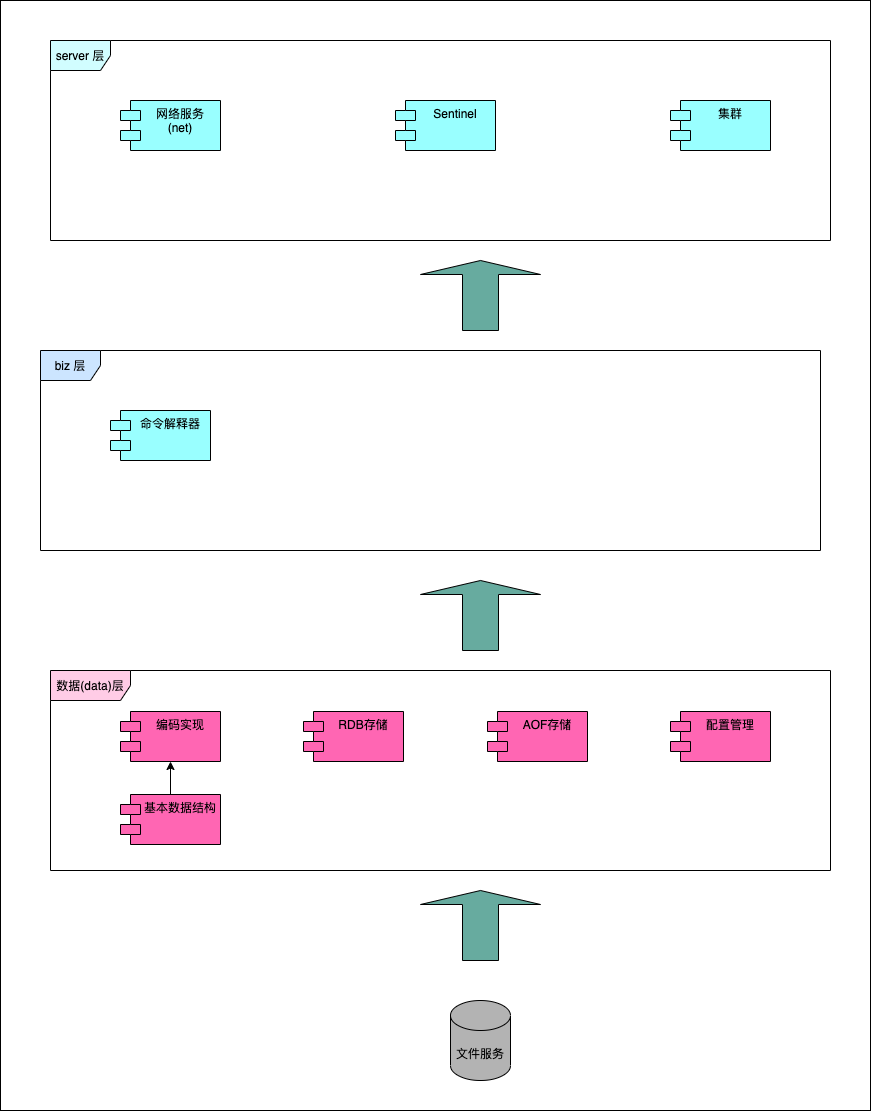 server 层
网络服务
(net)
Sentinel
集群
biz 层
命令解释器
数据(data)层
编码实现
RDB存储
AOF存储
配置管理
基本数据结构
文件服务